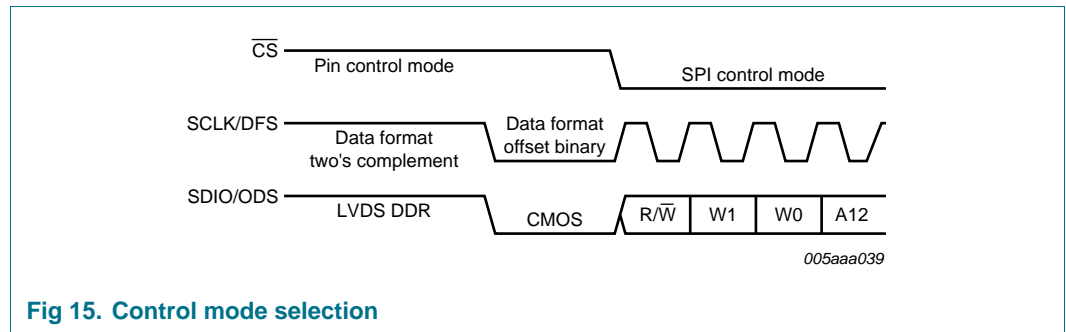 C̅S̅
Pin control mode
SPI control mode
SCLK/DFS
Data format
two's complement
Data format
offset binary
SDIO/ODS
LVDS DDR
CMOS
R/W̅
W1
W0
A12
005aaa039
Fig 15. Control mode selection